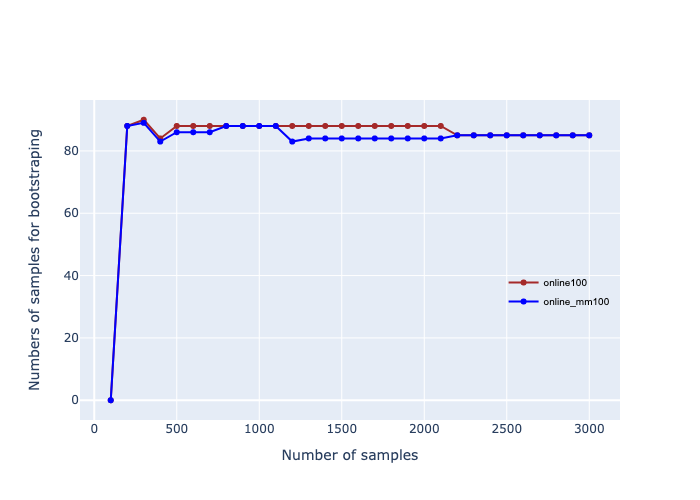 80
60
40
20
0
0 500 1000 1500 2000 2500 3000
Number of samples
Numbers of samples for bootstraping
online100
online_mm100